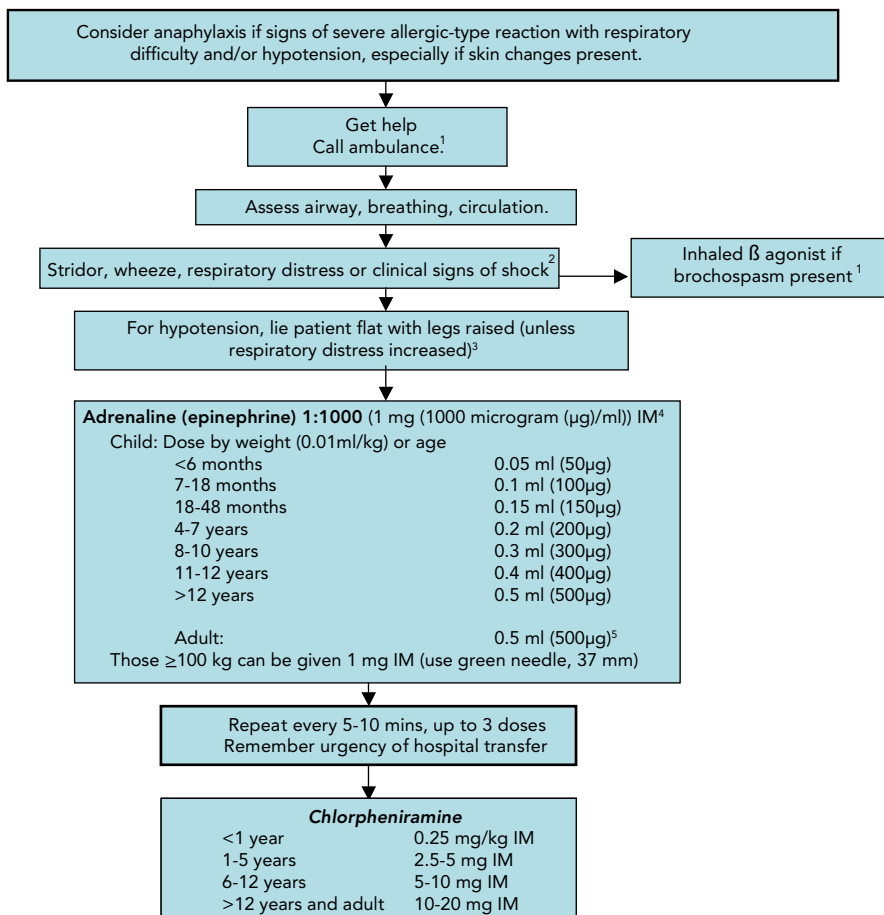 Consider anaphylaxis if signs of severe allergic-type reaction with respiratory
difficulty and/or hypotension, especially if skin changes present.
Get help
Call ambulance.1
Assess airway, breathing, circulation.
Stridor, wheeze, respiratory distress or clinical signs of shock2
Inhaled ß agonist if
brochospasm present 1
For hypotension, lie patient flat with legs raised (unless
respiratory distress increased)3
Adrenaline (epinephrine) 1:1000 (1 mg (1000 microgram (µg)/ml)) IM4
Child: Dose by weight (0.01ml/kg) or age
<6 months 0.05 ml (50µg)
7-18 months 0.1 ml (100µg)
18-48 months 0.15 ml (150µg)
4-7 years 0.2 ml (200µg)
8-10 years 0.3 ml (300µg)
11-12 years 0.4 ml (400µg)
>12 years 0.5 ml (500µg)
Adult: 0.5 ml (500µg)5
Those ≥100 kg can be given 1 mg IM (use green needle, 37 mm)
Repeat every 5-10 mins, up to 3 doses
Remember urgency of hospital transfer
Chlorpheniramine
<1 year 0.25 mg/kg IM
1-5 years 2.5-5 mg IM
6-12 years 5-10 mg IM
>12 years and adult 10-20 mg IM